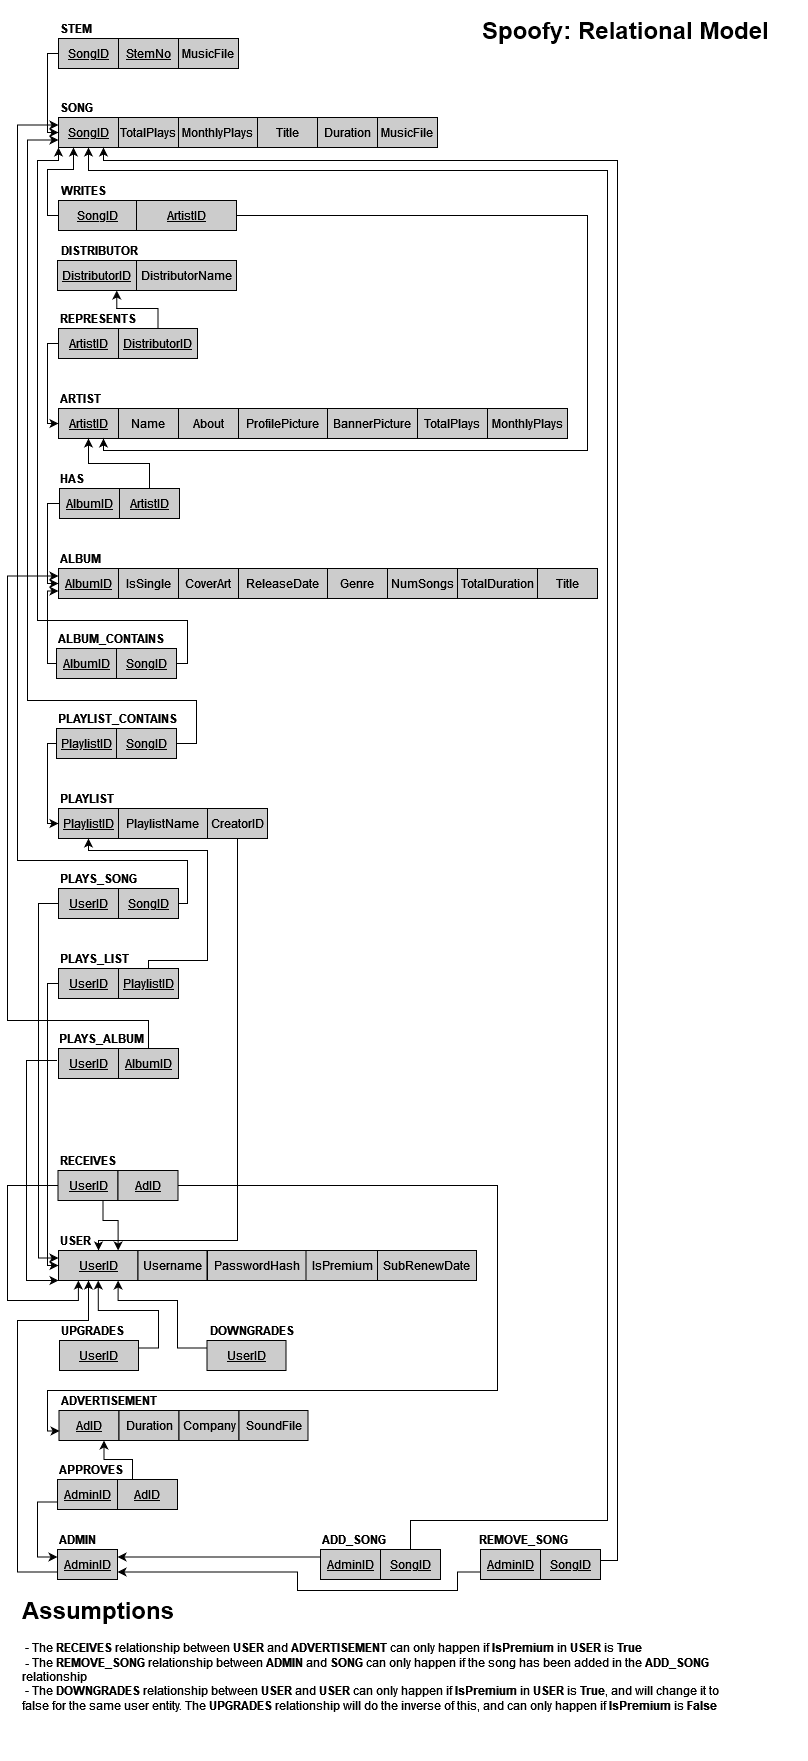 Spoofy: Relational Model
STEM
SongID StemNo MusicFile
SONG
SongID TotalPlays MonthlyPlays Title Duration MusicFile
WRITES
SongID ArtistID
DISTRIBUTOR
DistributorID DistributorName
REPRESENTS
ArtistID DistributorID
ARTIST
ArtistID Name About ProfilePicture BannerPicture TotalPlays MonthlyPlays
HAS
AlbumID ArtistID
ALBUM
AlbumID IsSingle CoverArt ReleaseDate Genre NumSongs TotalDuration Title
ALBUM_CONTAINS
AlbumID SongID
PLAYLIST_CONTAINS
PlaylistID SongID
PLAYLIST
PlaylistID PlaylistName CreatorID
PLAYS_SONG
UserID SongID
PLAYS_LIST
UserID PlaylistID
PLAYS_ALBUM
UserID AlbumID
RECEIVES
UserID AdID
USER
UserID Username PasswordHash IsPremium SubRenewDate
UPGRADES DOWNGRADES
UserID UserID
ADVERTISEMENT
AdID Duration Company SoundFile
APPROVES
AdminID AdID
ADMIN ADD_SONG REMOVE_SONG
AdminID AdminID SongID AdminID SongID
Assumptions
- The RECEIVES relationship between USER and ADVERTISEMENT can only happen if IsPremium in USER is True
- The REMOVE_SONG relationship between ADMIN and SONG can only happen if the song has been added in the ADD_SONG
relationship
- The DOWNGRADES relationship between USER and USER can only happen if IsPremium in USER is True, and will change it to
false for the same user entity. The UPGRADES relationship will do the inverse of this, and can only happen if IsPremium is False